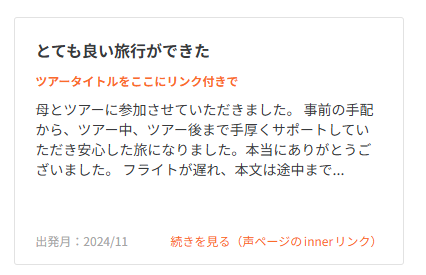 とても良い旅行ができた
ツアータイトルをここにリンク付きで
母とツアーに参加させていただきました。 事前の手配
から、ツアー中、ツアー後まで手厚くサポートしてい
ただき安心した旅になりました。本当にありがとうご
ざいました。 フライトが遅れ、本文は途中まで...
出発月：2024/11 続きを見る（声ページのinnerリンク）